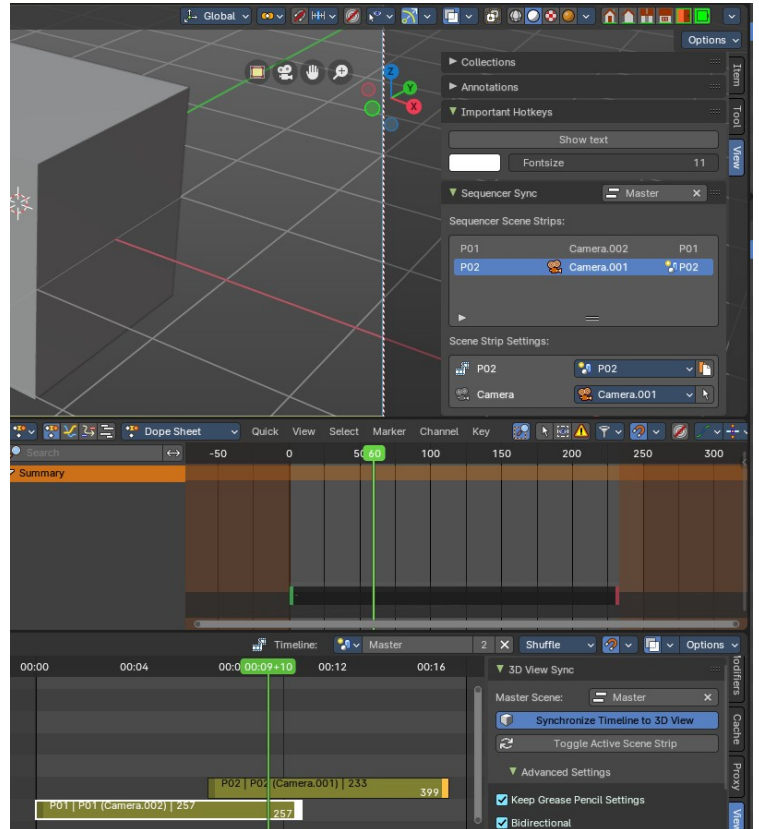 Global
Options
Z
Y
X
Collections
Annotations
Important Hotkeys
Show text
Fontsize 11
Sequencer Sync Master
Sequencer Scene Strips:
P01 Camera.002 P01
P02 Camera.001 P02
Scene Strip Settings:
P02 P02
Camera Camera.001
Item
Tool
View
Dope Sheet Quick View Select Marker Channel Key
Search
-50 0 50 60 100 150 200 250 300
Summary
Timeline: Master 2 Shuffle Options
00:00 00:04 00:0 00:09+10 00:12 00:16
3D View Sync
Master Scene: Master
Synchronize Timeline to 3D View
Toggle Active Scene Strip
Advanced Settings
Keep Grease Pencil Settings
Bidirectional
P02 | P02 (Camera.001) | 233
399
P01 | P01 (Camera.002) | 257
257
Cache
Proxy
View